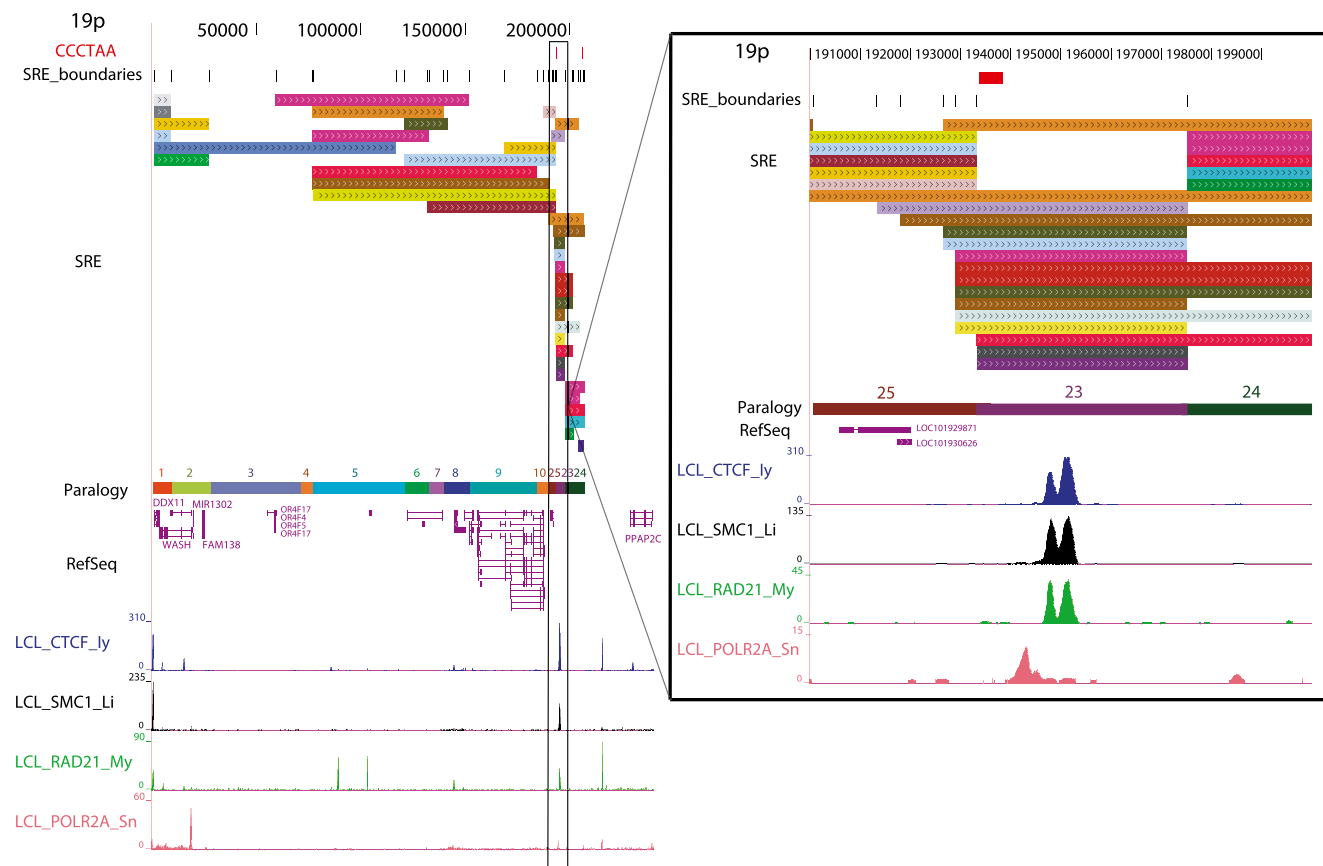 19p
50000 100000 150000 200000
CCCTAA
SRE_boundaries
SRE
Paralogy
1 2 3 4 5 6 7 8 9 10 25 23 24
DDX11 MIR1302 OR4F17
OR4F4
OR4F5
OR4F17
WASH FAM138 PPAP2C
RefSeq
310
LCL_CTCF_Iy
0
235
LCL_SMC1_Li
0
90
LCL_RAD21_My
0
60
LCL_POLR2A_Sn
0
19p
191000 192000 193000 194000 195000 196000 197000 198000 199000
SRE_boundaries
SRE
25 23 24
Paralogy
RefSeq
LOC101929871
LOC101930626
310
LCL_CTCF_Iy
0
135
LCL_SMC1_Li
0
45
LCL_RAD21_My
0
15
LCL_POLR2A_Sn
0